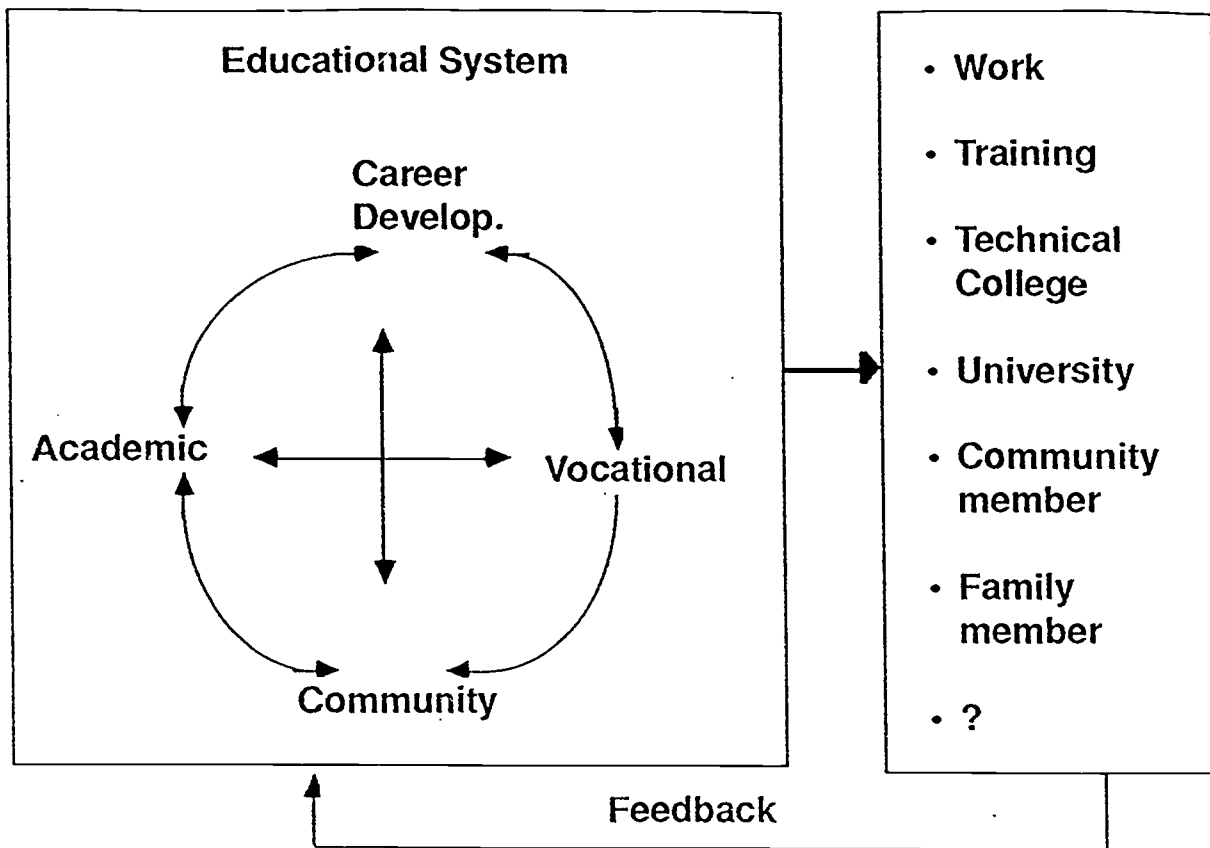 Educational System
Career
Develop.
Academic
Vocational
Community
• Work
• Training
• Technical
College
• University
• Community
member
• Family
member
• ?
Feedback